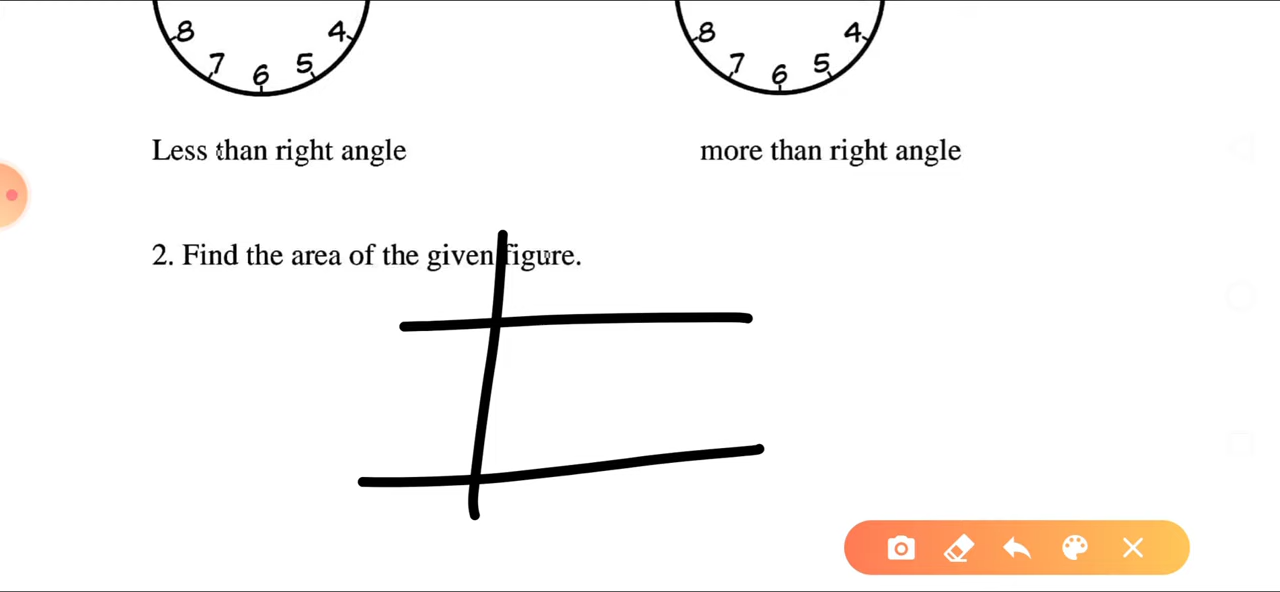 8 4 8 4
7 6 5 7 6 5
Less than right angle more than right angle
2. Find the area of the given figure.